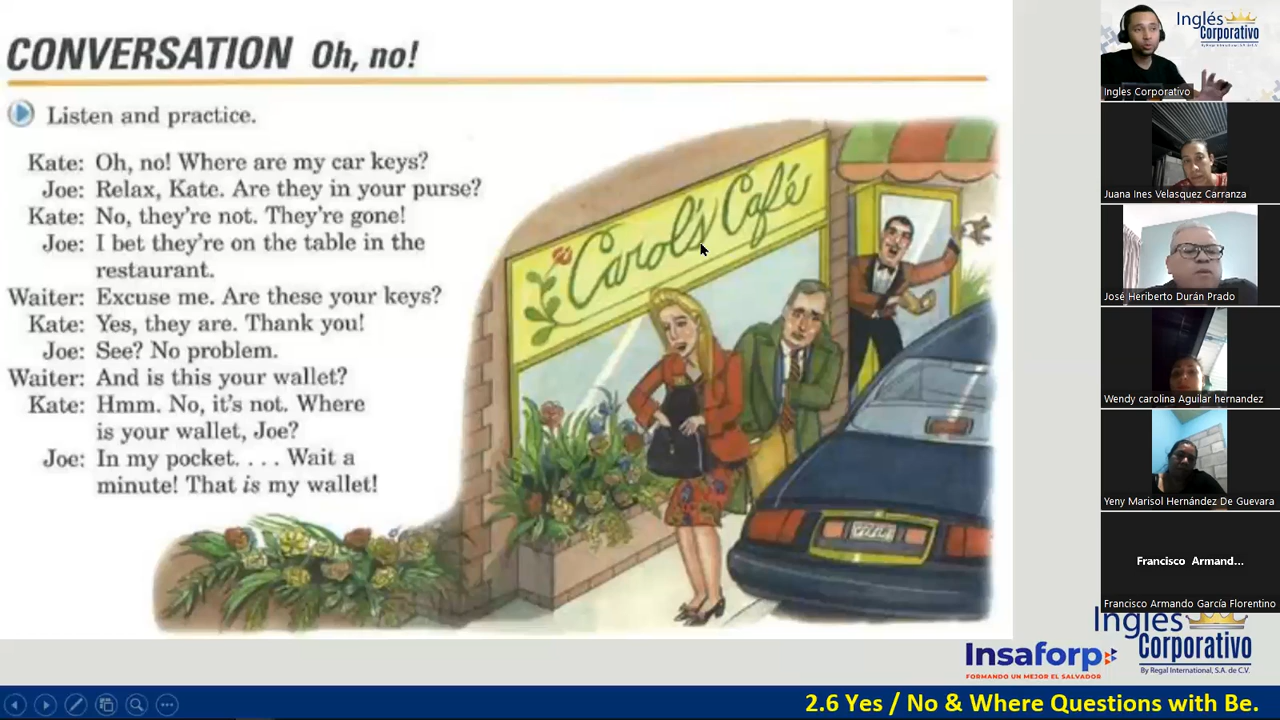 CONVERSATION Oh, no!
Listen and practice.
Kate: Oh, no! Where are my car keys?
Joe: Relax, Kate. Are they in your purse?
Kate: No, they're not. They're gone!
Joe: I bet they're on the table in the
restaurant.
Waiter: Excuse me. Are these your keys?
Kate: Yes, they are. Thank you!
Joe: See? No problem.
Waiter: And is this your wallet?
Kate: Hmm. No, it's not. Where
is your wallet, Joe?
Joe: In my pocket. . . . Wait a
minute! That is my wallet!
Carol's Café
Inglés
Corporativo
By Regal International, S.A. de C.V.
Ingles Corporativo
Juana Ines Velasquez Carranza
José Heriberto Durán Prado
Wendy carolina Aguilar hernandez
Yeny Marisol Hernández De Guevara
Francisco Armand...
Francisco Armando García Florentino
Inglés
Corporativo
By Regal International, S.A. de C.V.
Insaforp
FORMANDO UN MEJOR EL SALVADOR
2.6 Yes / No & Where Questions with Be.